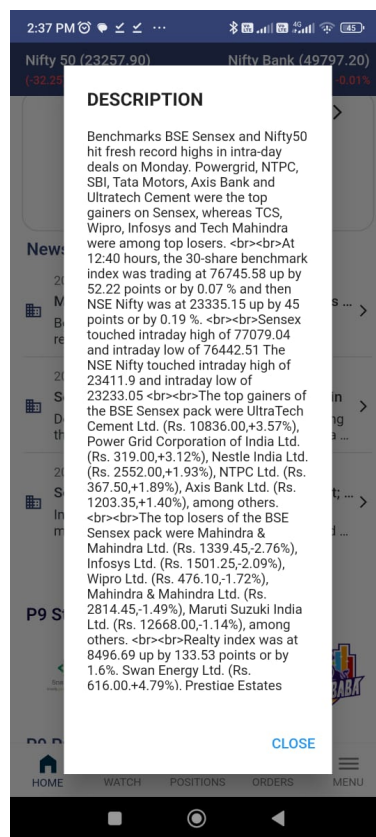 2:37 PM
45
Nifty 50 (23257.90) Nifty Bank (49797.20)
(-32.25 -0.01%
DESCRIPTION
Benchmarks BSE Sensex and Nifty50
hit fresh record highs in intra-day
deals on Monday. Powergrid, NTPC,
SBI, Tata Motors, Axis Bank and
Ultratech Cement were the top
gainers on Sensex, whereas TCS,
Wipro, Infosys and Tech Mahindra
were among top losers. <br><br>At
12:40 hours, the 30-share benchmark
index was trading at 76745.58 up by
52.22 points or by 0.07 % and then
NSE Nifty was at 23335.15 up by 45
points or by 0.19 %. <br><br>Sensex
touched intraday high of 77079.04
and intraday low of 76442.51 The
NSE Nifty touched intraday high of
23411.9 and intraday low of
23233.05 <br><br>The top gainers of
the BSE Sensex pack were UltraTech
Cement Ltd. (Rs. 10836.00,+3.57%),
Power Grid Corporation of India Ltd.
(Rs. 319.00,+3.12%), Nestle India Ltd.
(Rs. 2552.00,+1.93%), NTPC Ltd. (Rs.
367.50,+1.89%), Axis Bank Ltd. (Rs.
1203.35,+1.40%), among others.
<br><br>The top losers of the BSE
Sensex pack were Mahindra &
Mahindra Ltd. (Rs. 1339.45,-2.76%),
Infosys Ltd. (Rs. 1501.25,-2.09%),
Wipro Ltd. (Rs. 476.10,-1.72%),
Mahindra & Mahindra Ltd. (Rs.
2814.45,-1.49%), Maruti Suzuki India
Ltd. (Rs. 12668.00,-1.14%), among
others. <br><br>Realty index was at
8496.69 up by 133.53 points or by
1.6%. Swan Energy Ltd. (Rs.
616.00,+4.79%), Prestige Estates
CLOSE
News
P9 St
HOME WATCH POSITIONS ORDERS MENU